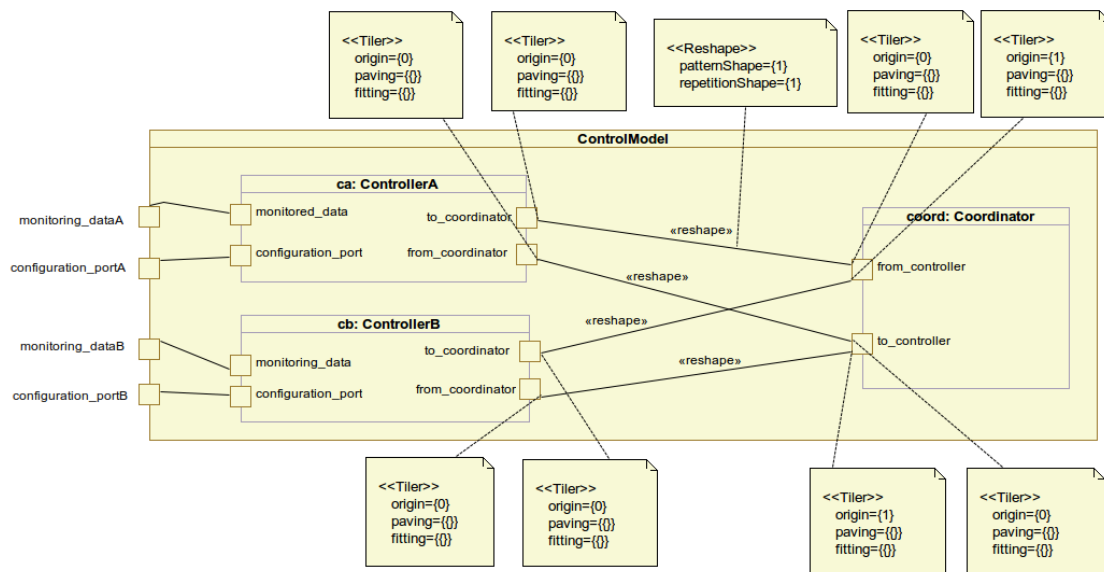 <<Tiler>>
origin={0}
paving={{}}
fitting={{}}
<<Tiler>>
origin={0}
paving={{}}
fitting={{}}
<<Reshape>>
patternShape={1}
repetitionShape={1}
<<Tiler>>
origin={0}
paving={{}}
fitting={{}}
<<Tiler>>
origin={1}
paving={{}}
fitting={{}}
ControlModel
ca: ControllerA
monitoring_dataA
monitored_data
to_coordinator
configuration_portA
configuration_port
from_coordinator
«reshape»
coord: Coordinator
from_controller
«reshape»
«reshape»
to_controller
«reshape»
cb: ControllerB
monitoring_dataB
monitoring_data
to_coordinator
configuration_portB
configuration_port
from_coordinator
<<Tiler>>
origin={0}
paving={{}}
fitting={{}}
<<Tiler>>
origin={0}
paving={{}}
fitting={{}}
<<Tiler>>
origin={1}
paving={{}}
fitting={{}}
<<Tiler>>
origin={0}
paving={{}}
fitting={{}}